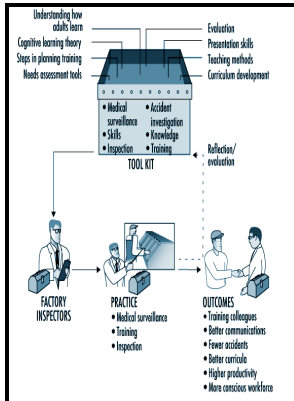 Understanding how
adults learn
Cognitive learning theory
Steps in planning training
Needs assessment tools
Evaluation
Presentation skills
Teaching methods
Curriculum development
• Medical
surveillance
• Skills
• Inspection
• Accident
investigation
• Knowledge
• Training
TOOL KIT
Reflection/
evaluation
FACTORY
INSPECTORS
PRACTICE
• Medical surveillance
• Training
• Inspection
OUTCOMES
• Training colleagues
• Better communications
• Fewer accidents
• Better curricula
• Higher productivity
• More conscious workforce